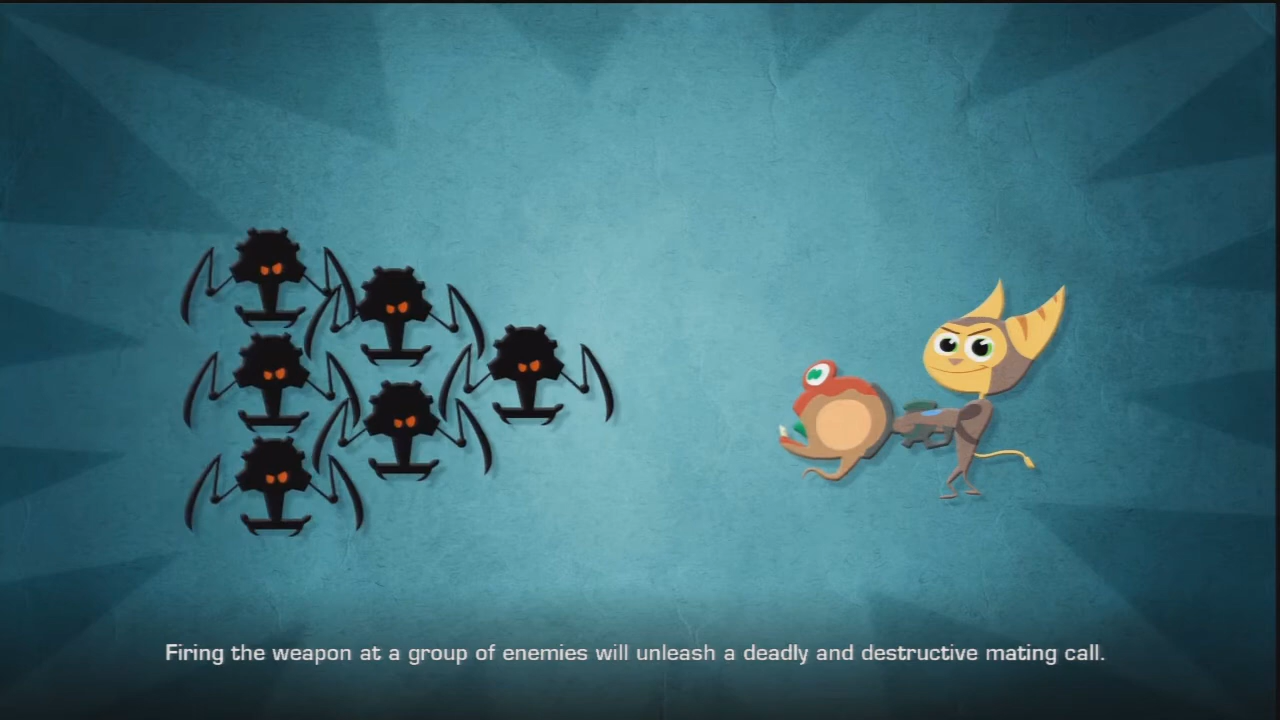 Firing the weapon at a group of enemies will unleash a deadly and destructive mating call.